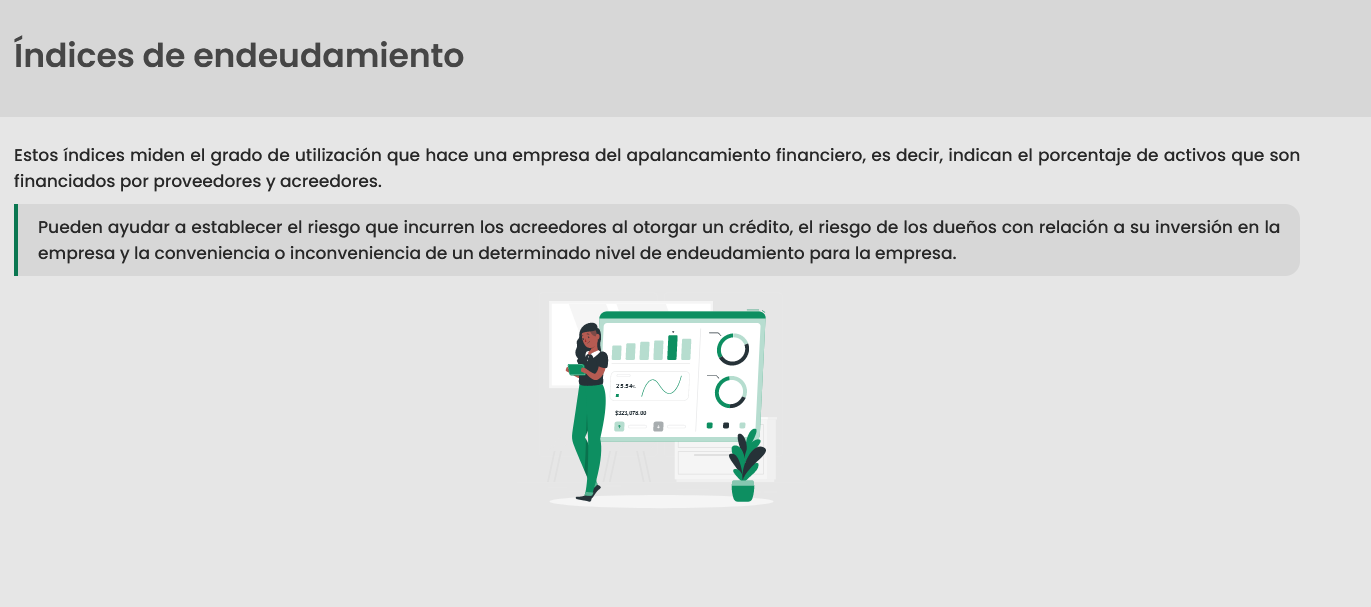 Índices de endeudamiento
Estos índices miden el grado de utilización que hace una empresa del apalancamiento financiero, es decir, indican el porcentaje de activos que son
financiados por proveedores y acreedores.
Pueden ayudar a establecer el riesgo que incurren los acreedores al otorgar un crédito, el riesgo de los dueños con relación a su inversión en la
empresa y la conveniencia o inconveniencia de un determinado nivel de endeudamiento para la empresa.
$323,078.00